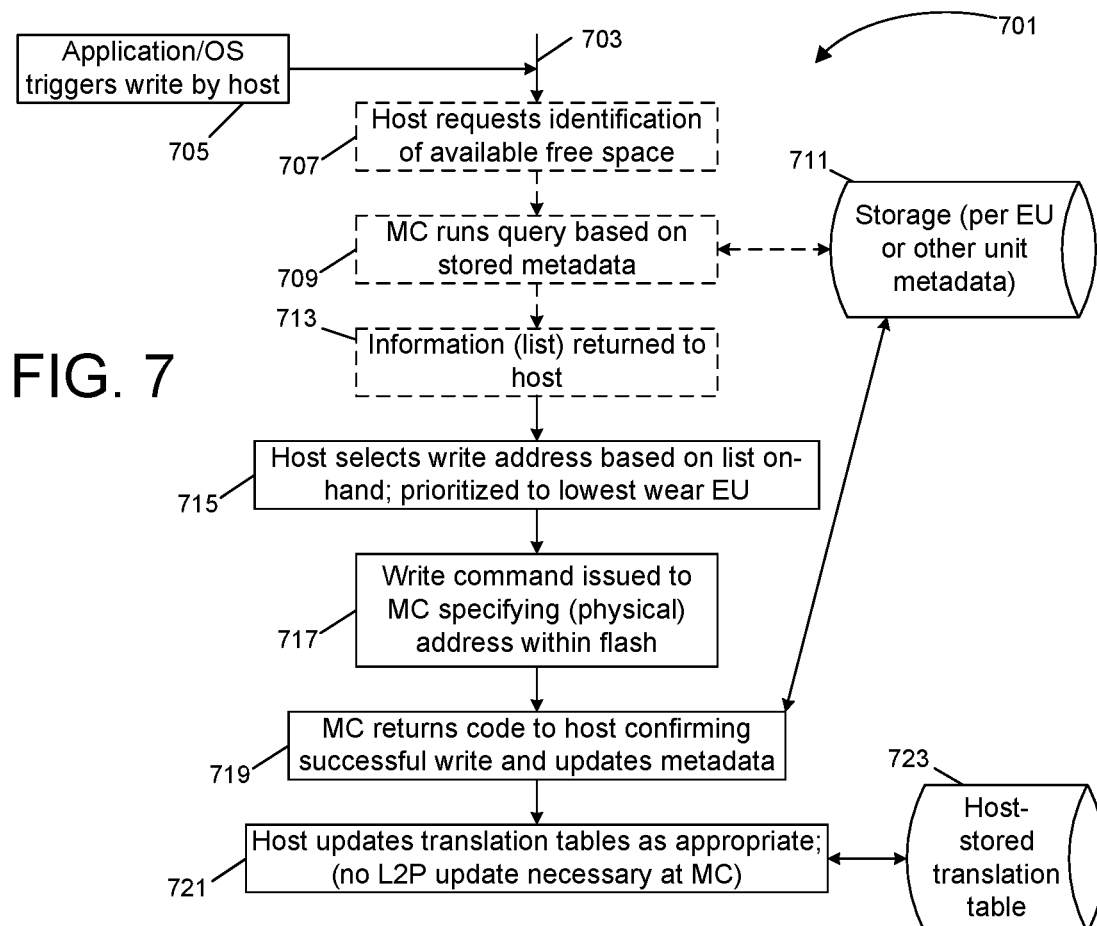 Application/OS
triggers write by host
703
701
705
Host requests identification
of available free space
707
711
MC runs query based on
stored metadata
709
Storage (per EU
or other unit
metadata)
713
Information (list) returned to
host
FIG. 7
Host selects write address based on list on-
hand; prioritized to lowest wear EU
715
Write command issued to
MC specifying (physical)
address within flash
717
MC returns code to host confirming
successful write and updates metadata
719
723
Host updates translation tables as appropriate;
(no L2P update necessary at MC)
721
Host-
stored
translation
table